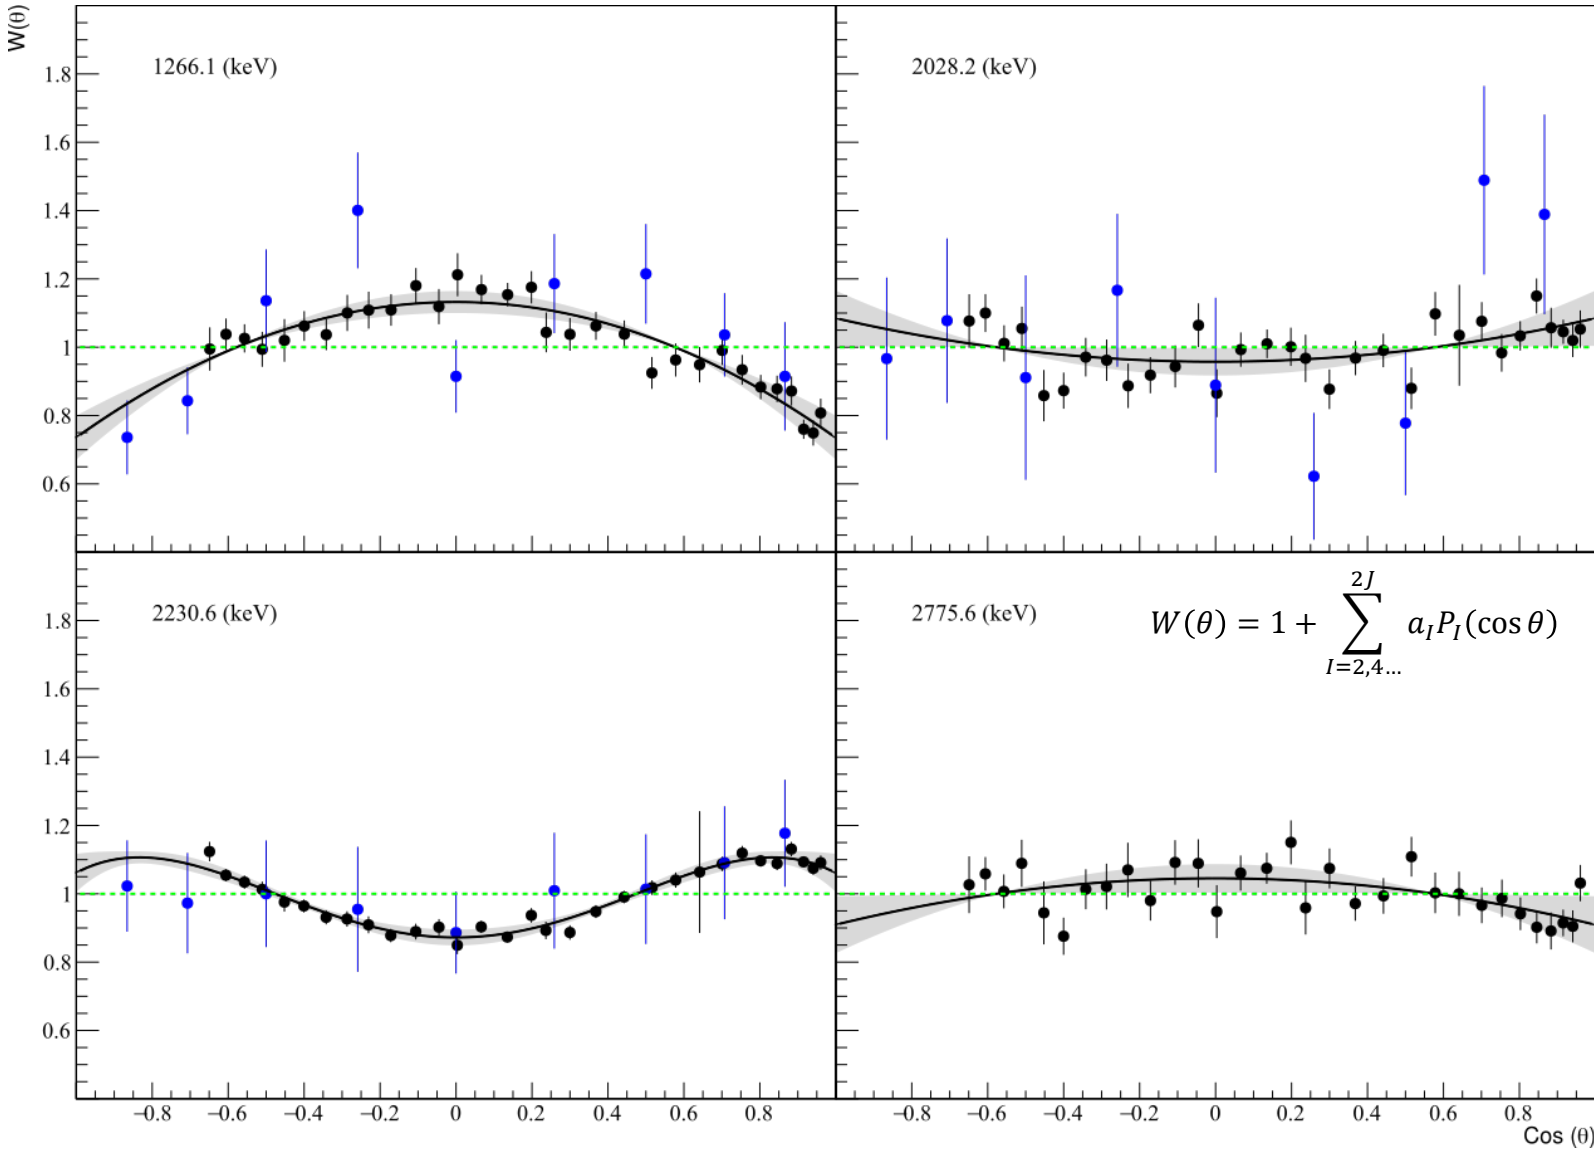 W(θ)
1266.1 (keV)
2028.2 (keV)
1.8
1.6
1.4
1.2
1
0.8
0.6
2230.6 (keV)
2775.6 (keV)
W(θ) = 1 + ∑_{I=2,4…}^{2J} a_I P_I(cos θ)
1.8
1.6
1.4
1.2
1
0.8
0.6
−0.8 −0.6 −0.4 −0.2 0 0.2 0.4 0.6 0.8
−0.8 −0.6 −0.4 −0.2 0 0.2 0.4 0.6 0.8
Cos (θ)